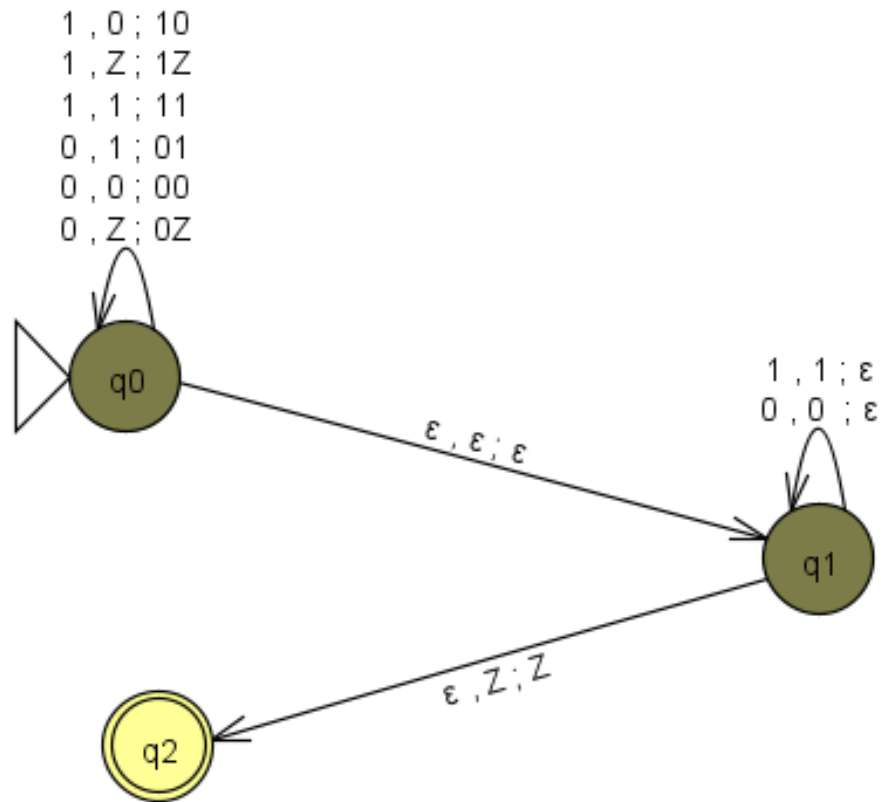 1 , 0 ; 10
1 , Z ; 1Z
1 , 1 ; 11
0 , 1 ; 01
0 , 0 ; 00
0 , Z ; 0Z
q0
1 , 1 ; ε
0 , 0 ; ε
ε , ε ; ε
q1
ε , Z ; Z
q2